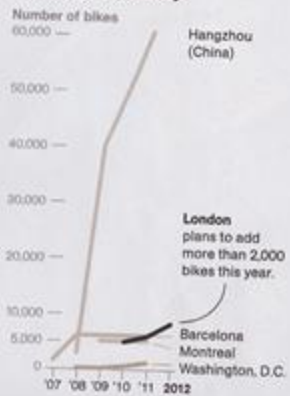 Number of bikes
60,000
Hangzhou
(China)
50,000
40,000
30,000
London
plans to add
more than 2,000
bikes this year.
20,000
10,000
5,000
Barcelona
Montreal
0
Washington, D.C.
'07 '08 '09 '10 '11 2012